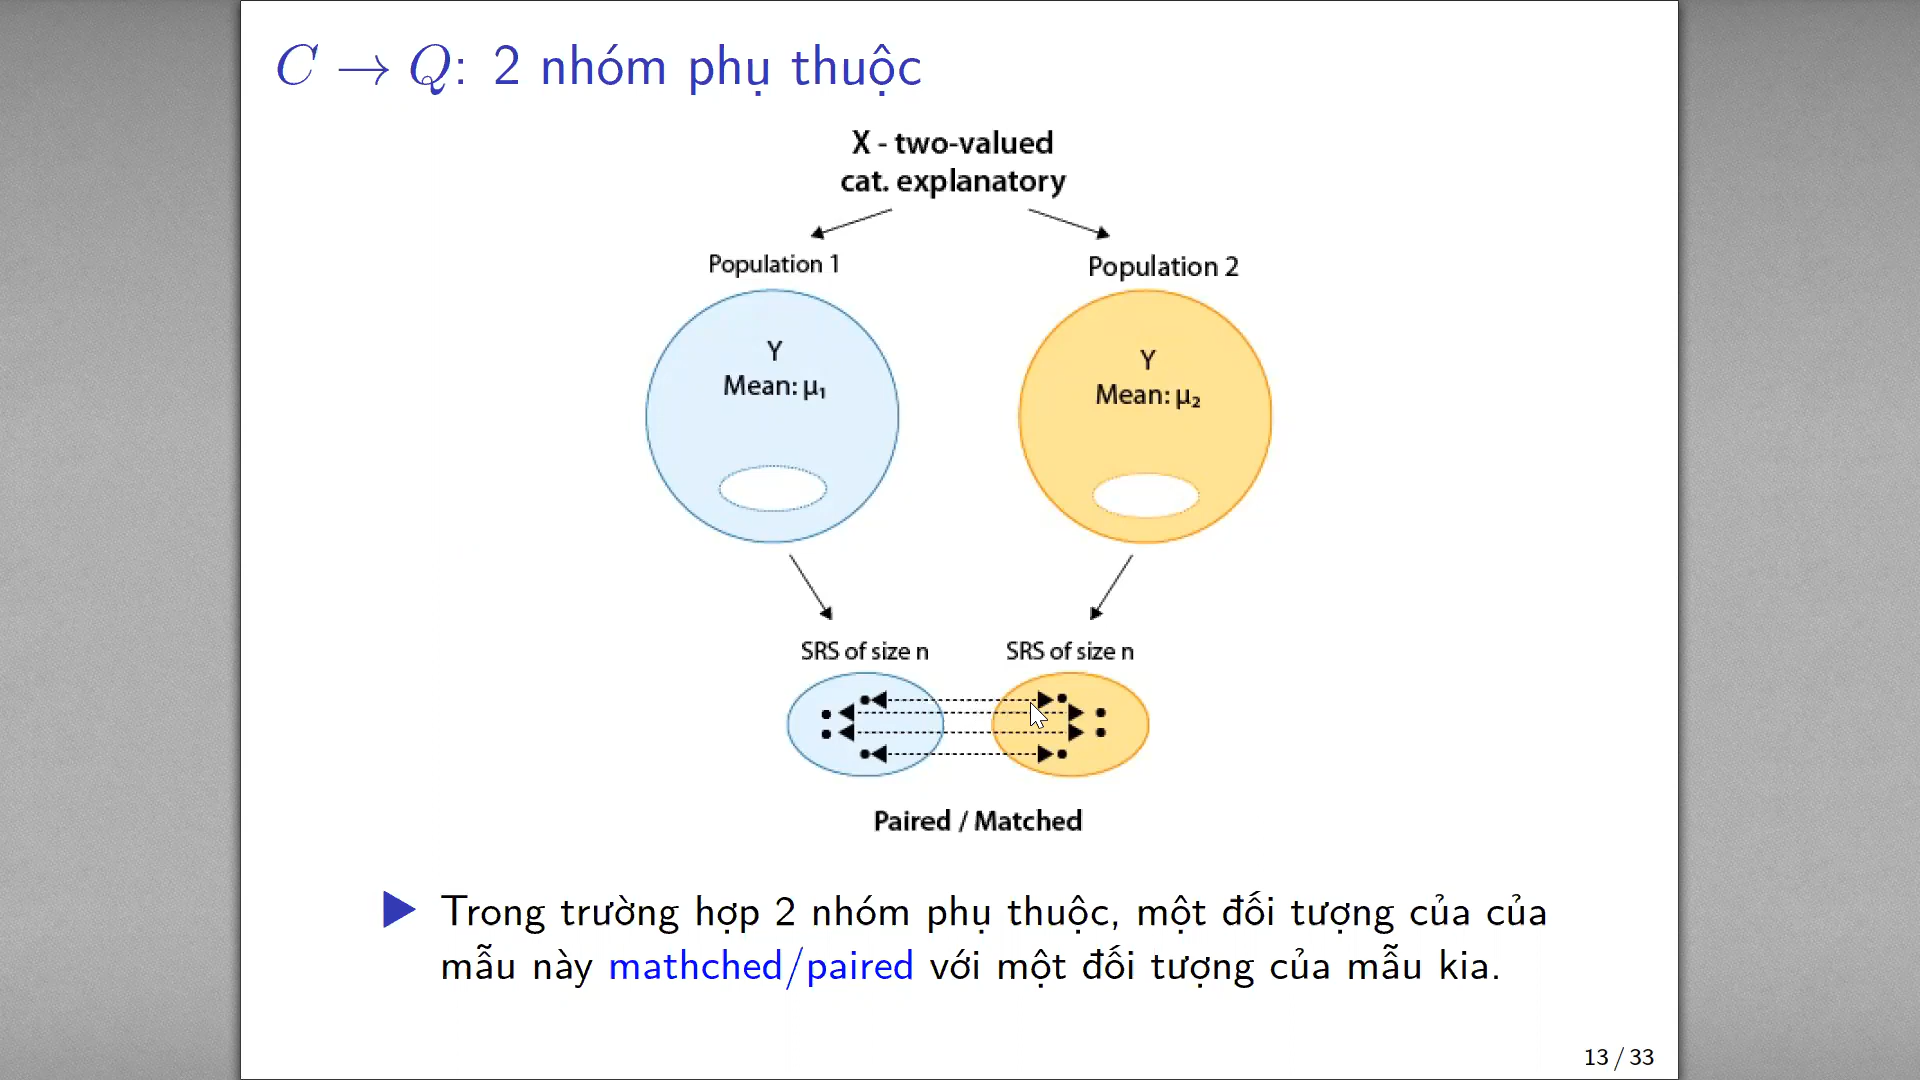 C → Q: 2 nhóm phụ thuộc
X - two-valued
cat. explanatory
Population 1
Population 2
Y
Mean: μ₁
Y
Mean: μ₂
SRS of size n
SRS of size n
Paired / Matched
Trong trường hợp 2 nhóm phụ thuộc, một đối tượng của của
mẫu này mathched/paired với một đối tượng của mẫu kia.
13 / 33